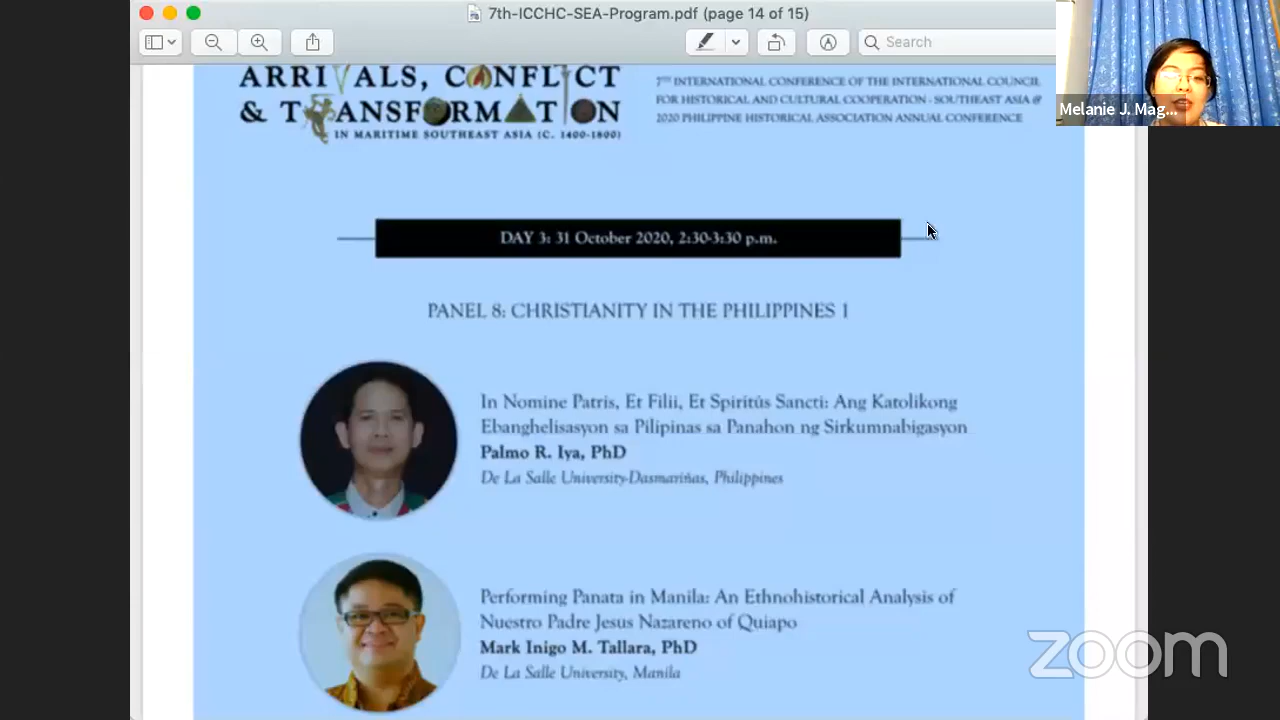 7th-ICCHC-SEA-Program.pdf (page 14 of 15)
Search
Melanie J. Mag...
ARRIVALS, CONFLICT
& TRANSFORMATION
IN MARITIME SOUTHEAST ASIA (C. 1400-1800)
7TH INTERNATIONAL CONFERENCE OF THE INTERNATIONAL COUNCIL
FOR HISTORICAL AND CULTURAL COOPERATION - SOUTHEAST ASIA @
2020 PHILIPPINE HISTORICAL ASSOCIATION ANNUAL CONFERENCE
DAY 3: 31 October 2020, 2:30-3:30 p.m.
PANEL 8: CHRISTIANITY IN THE PHILIPPINES 1
In Nomine Patris, Et Filii, Et Spiritûs Sancti: Ang Katolikong
Ebanghelisasyon sa Pilipinas sa Panahon ng Sirkumnabigasyon
Palmo R. Iya, PhD
De La Salle University-Dasmariñas, Philippines
Performing Panata in Manila: An Ethnohistorical Analysis of
Nuestro Padre Jesus Nazareno of Quiapo
Mark Inigo M. Tallara, PhD
De La Salle University, Manila
zoom